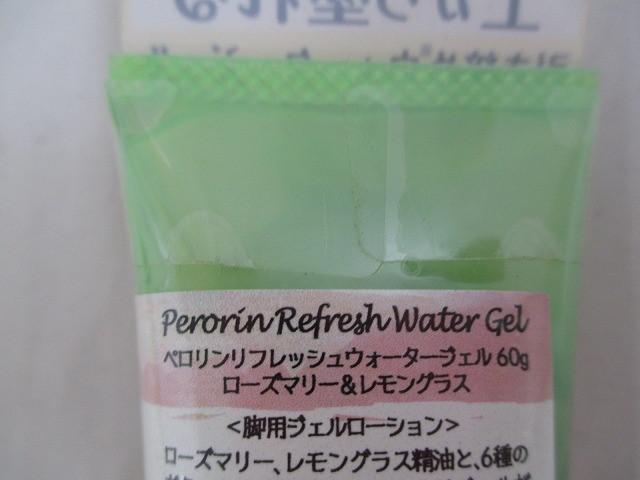 Perorin Refresh Water Gel
ペロリンリフレッシュウォータージェル 60g
ローズマリー&レモングラス
<脚用ジェルローション>
ローズマリー、レモングラス精油と、6種の